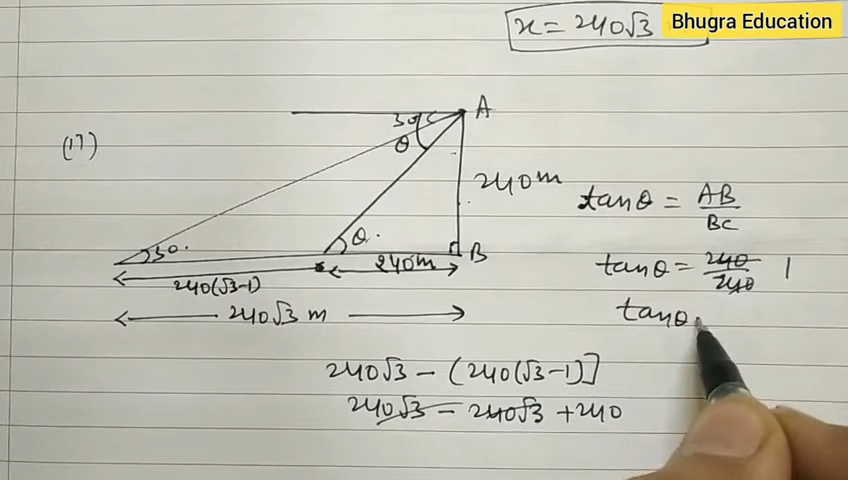 x = 240√3
Bhugra Education
(17)
30
A
θ
240m
tanθ = AB/BC
30.
θ.
240m
B
240(√3-1)
tanθ = 240/240 1
240√3 m
tanθ
240√3 - (240(√3-1)]
240√3 - 240√3 + 240